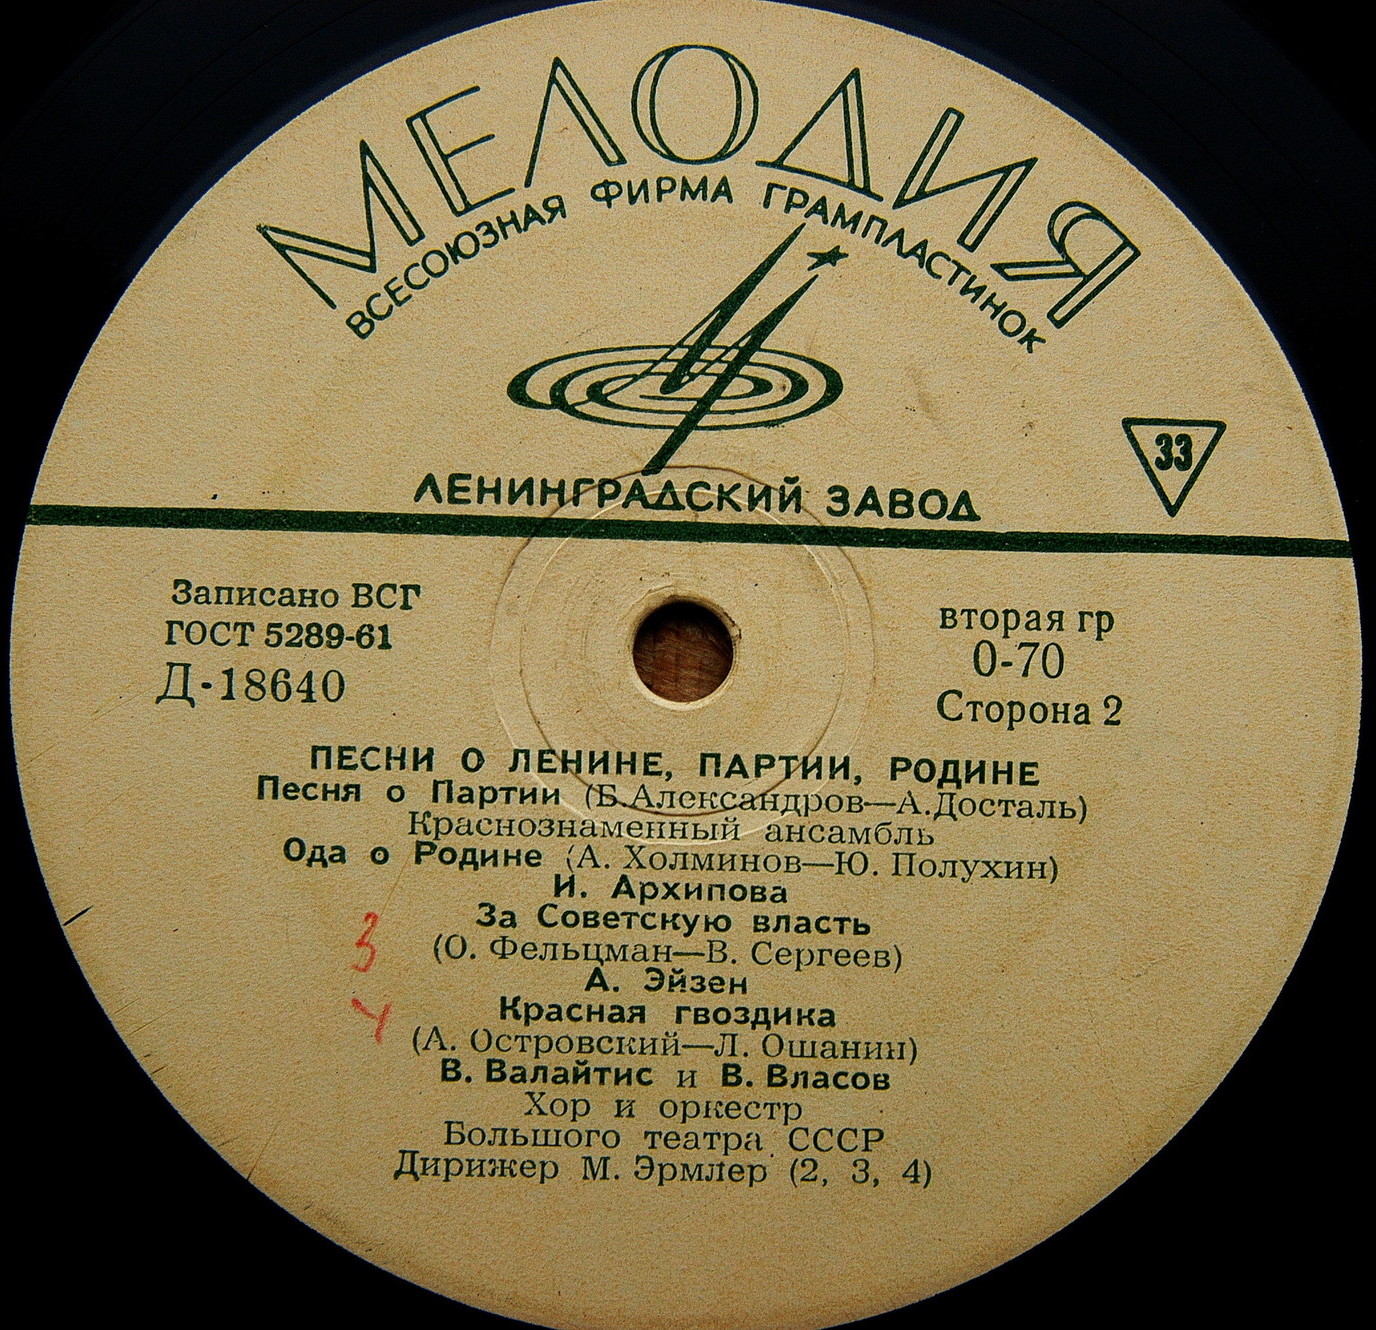 МЕЛОДИЯ
ВСЕСОЮЗНАЯ ФИРМА ГРАМПЛАСТИНОК
33
ЛЕНИНГРАДСКИЙ ЗАВОД
Записано ВСГ
ГОСТ 5289-61
Д-18640
вторая гр
0-70
Сторона 2
ПЕСНИ О ЛЕНИНЕ, ПАРТИИ, РОДИНЕ
Песня о Партии (Б.Александров—А.Досталь)
Краснознаменный ансамбль
Ода о Родине (А. Холминов—Ю. Полухин)
И. Архипова
За Советскую власть
3
(О. Фельцман—В. Сергеев)
А. Эйзен
Красная гвоздика
4
(А. Островский—Л. Ошанин)
В. Валайтис и В. Власов
Хор и оркестр
Большого театра СССР
Дирижер М. Эрмлер (2, 3, 4)